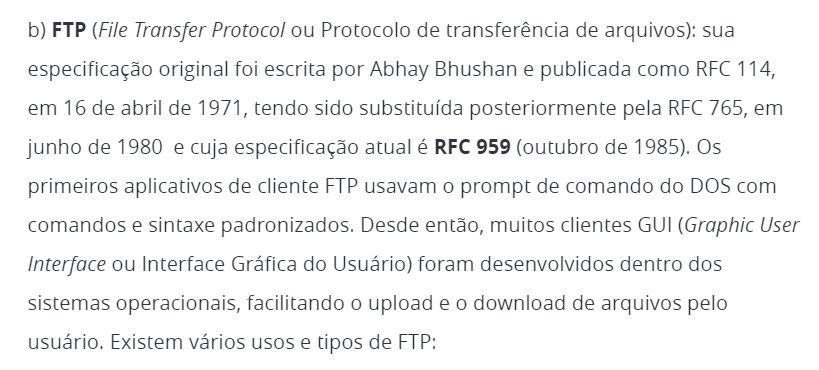 b) FTP (File Transfer Protocol ou Protocolo de transferência de arquivos): sua
especificação original foi escrita por Abhay Bhushan e publicada como RFC 114,
em 16 de abril de 1971, tendo sido substituída posteriormente pela RFC 765, em
junho de 1980  e cuja especificação atual é RFC 959 (outubro de 1985). Os
primeiros aplicativos de cliente FTP usavam o prompt de comando do DOS com
comandos e sintaxe padronizados. Desde então, muitos clientes GUI (Graphic User
Interface ou Interface Gráfica do Usuário) foram desenvolvidos dentro dos
sistemas operacionais, facilitando o upload e o download de arquivos pelo
usuário. Existem vários usos e tipos de FTP: